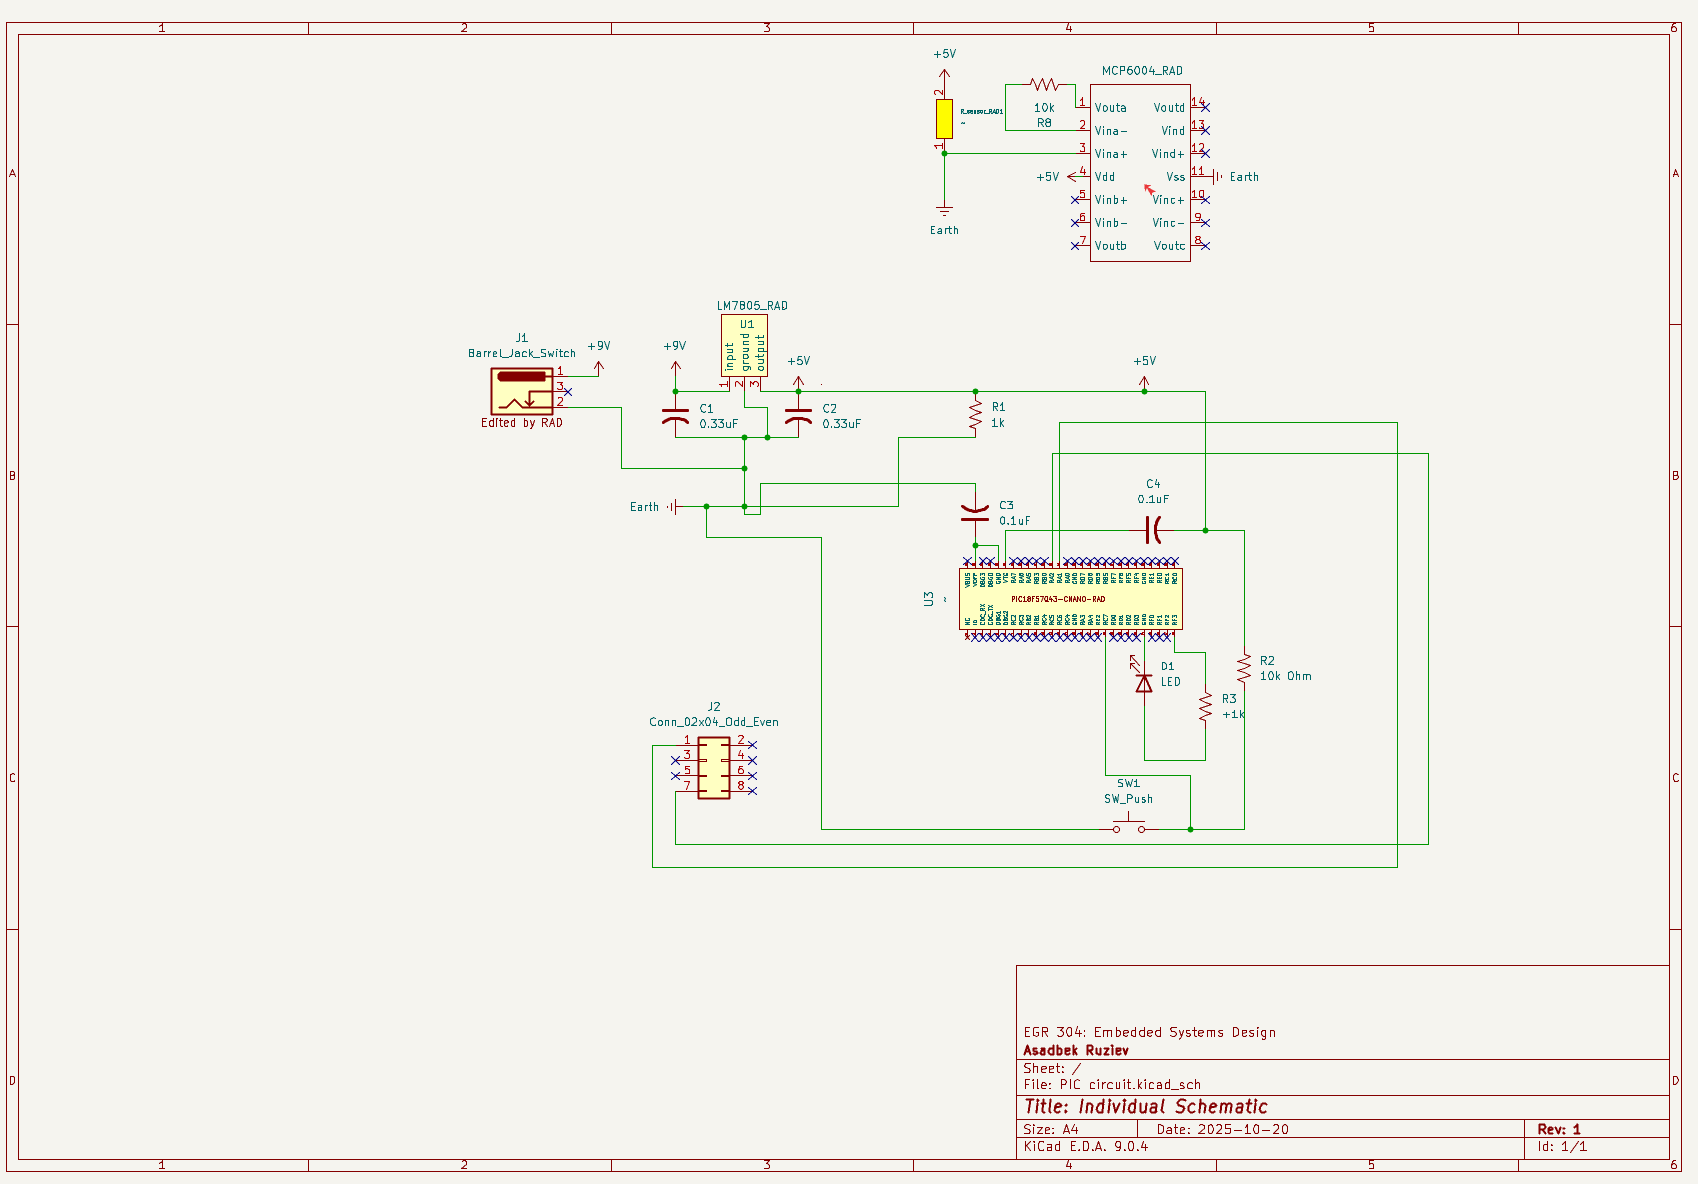 1 2 3 4 5 6
A A
B B
C C
D D
+5V
2
R_sensor_RAD1
~
1
Earth
10k
R8
MCP6004_RAD
1 Vouta Voutd 14
2 Vina- Vind 13
3 Vina+ Vind+ 12
+5V 4 Vdd Vss 11 Earth
5 Vinb+ Vinc+ 10
6 Vinb- Vinc- 9
7 Voutb Voutc 8
LM7805_RAD
U1
input
ground
output
1 2 3
J1
Barrel_Jack_Switch
1
3
2
Edited by RAD
+9V
+9V
+5V
+5V
C1
0.33uF
C2
0.33uF
R1
1k
Earth
C3
0.1uF
C4
0.1uF
U3
~
PIC18F57Q43-CNANO-RAD
D1
LED
R2
10k Ohm
R3
+1k
J2
Conn_02x04_Odd_Even
1 2
3 4
5 6
7 8
SW1
SW_Push
EGR 304: Embedded Systems Design
Asadbek Ruziev
Sheet: /
File: PIC circuit.kicad_sch
Title: Individual Schematic
Size: A4 Date: 2025-10-20 Rev: 1
KiCad E.D.A. 9.0.4 Id: 1/1
1 2 3 4 5 6